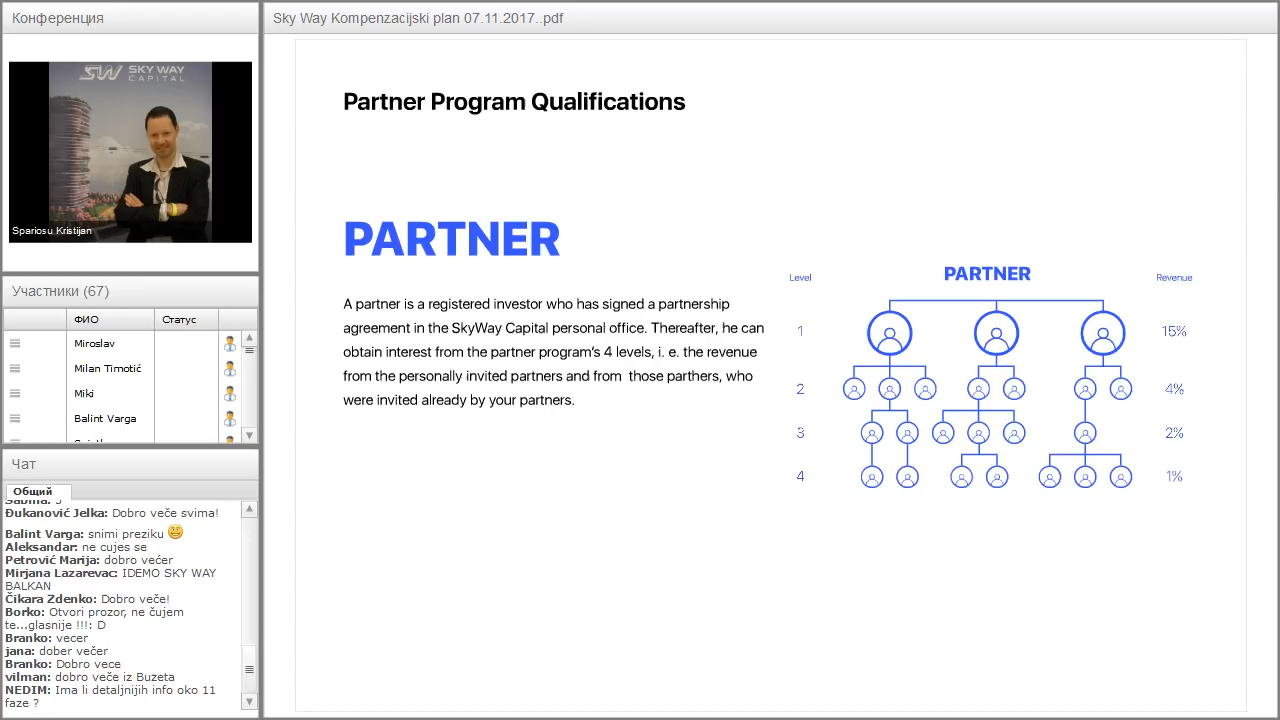 Конференция
SKY WAY
CAPITAL
Spariosu Kristijan
Участники (67)
ФИО Статус
Miroslav
Milan Timotić
Miki
Balint Varga
Чат
Общий
Đukanović Jelka: Dobro veče svima!
Balint Varga: snimi preziku
Aleksandar: ne cujes se
Petrović Marija: dobro većer
Mirjana Lazarevac: IDEMO SKY WAY
BALKAN
Čikara Zdenko: Dobro veče!
Borko: Otvori prozor, ne čujem
te...glasnije !!!: D
Branko: vecer
jana: dober večer
Branko: Dobro vece
vilman: dobro veče iz Buzeta
NEDIM: Ima li detaljnijih info oko 11
faze ?
Sky Way Kompenzacijski plan 07.11.2017..pdf
Partner Program Qualifications
PARTNER
A partner is a registered investor who has signed a partnership
agreement in the SkyWay Capital personal office. Thereafter, he can
obtain interest from the partner program’s 4 levels, i. e. the revenue
from the personally invited partners and from those parthers, who
were invited already by your partners.
Level PARTNER Revenue
1 15%
2 4%
3 2%
4 1%